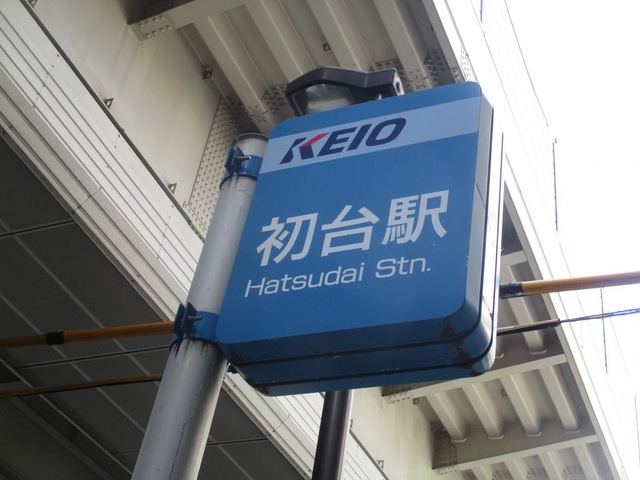 KEIO
初台駅
Hatsudai Stn.